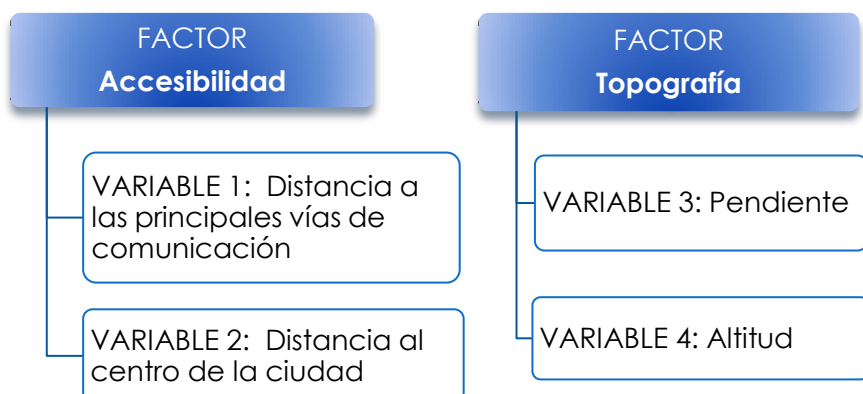 FACTOR
Accesibilidad
VARIABLE 1:  Distancia a
las principales vías de
comunicación
VARIABLE 2:  Distancia al
centro de la ciudad
FACTOR
Topografía
VARIABLE 3: Pendiente
VARIABLE 4: Altitud